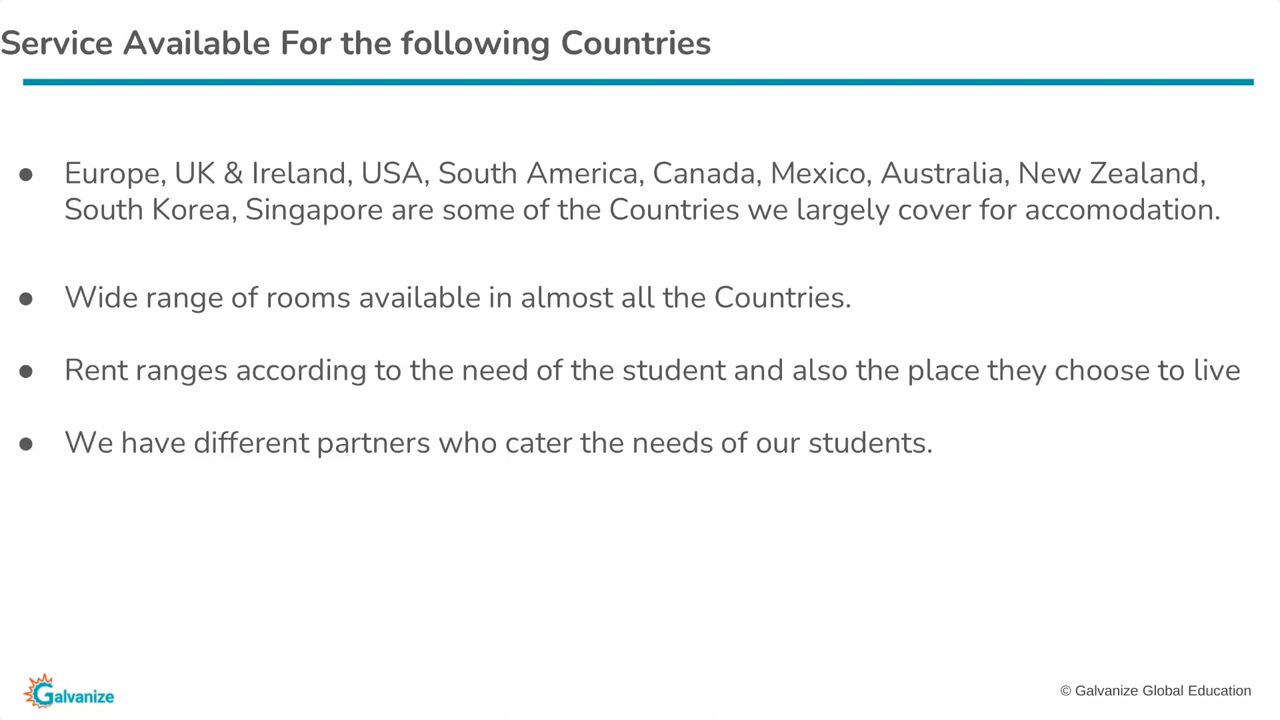 Service Available For the following Countries
● Europe, UK & Ireland, USA, South America, Canada, Mexico, Australia, New Zealand,
South Korea, Singapore are some of the Countries we largely cover for accomodation.
● Wide range of rooms available in almost all the Countries.
● Rent ranges according to the need of the student and also the place they choose to live
● We have different partners who cater the needs of our students.
Galvanize
© Galvanize Global Education